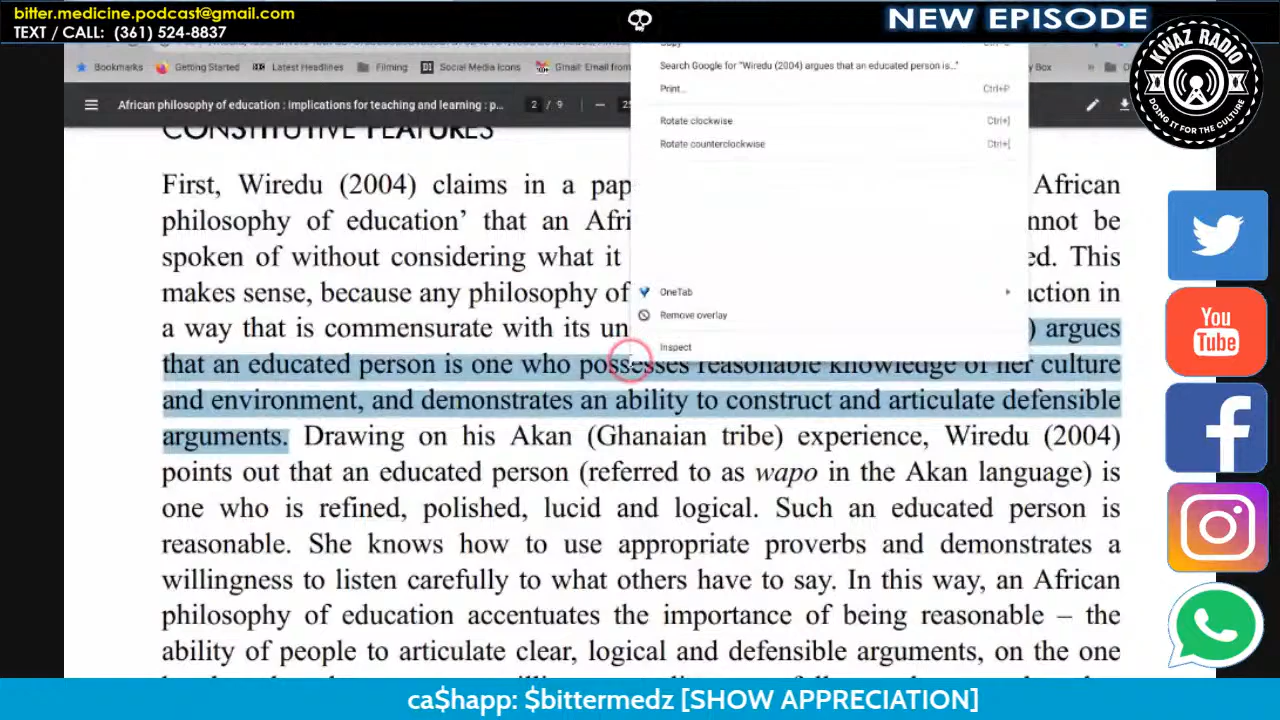 bitter.medicine.podcast@gmail.com
TEXT / CALL: (361) 524-8837
NEW EPISODE
KWAZ RADIO
DOING IT FOR THE CULTURE
Bookmarks Getting Started Latest Headlines Filming Social Media Icons Gmail: Email from
African philosophy of education : implications for teaching and learning : p... 2 / 9
Copy
Search Google for "Wiredu (2004) argues that an educated person is..."
Print... Ctrl+P
Rotate clockwise Ctrl+]
Rotate counterclockwise Ctrl+[
OneTab
Remove overlay
Inspect
CONSTITUTIVE FEATURES
First, Wiredu (2004) claims in a pap African
philosophy of education' that an Afri nnot be
spoken of without considering what it ed. This
makes sense, because any philosophy of action in
a way that is commensurate with its un ) argues
that an educated person is one who possesses reasonable knowledge of her culture
and environment, and demonstrates an ability to construct and articulate defensible
arguments. Drawing on his Akan (Ghanaian tribe) experience, Wiredu (2004)
points out that an educated person (referred to as wapo in the Akan language) is
one who is refined, polished, lucid and logical. Such an educated person is
reasonable. She knows how to use appropriate proverbs and demonstrates a
willingness to listen carefully to what others have to say. In this way, an African
philosophy of education accentuates the importance of being reasonable – the
ability of people to articulate clear, logical and defensible arguments, on the one
You
Tube
ca$happ: $bittermedz [SHOW APPRECIATION]